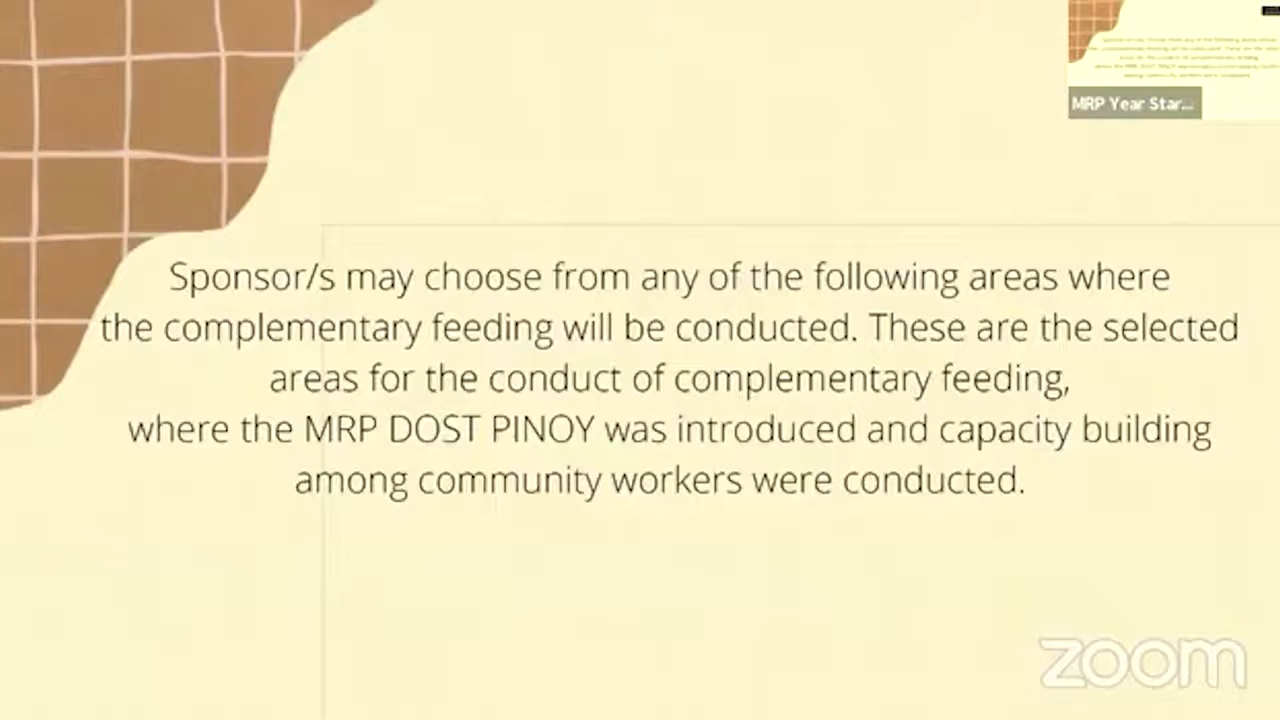 MRP Year Star...
Sponsor/s may choose from any of the following areas where
the complementary feeding will be conducted. These are the selected
areas for the conduct of complementary feeding,
where the MRP DOST PINOY was introduced and capacity building
among community workers were conducted.
zoom